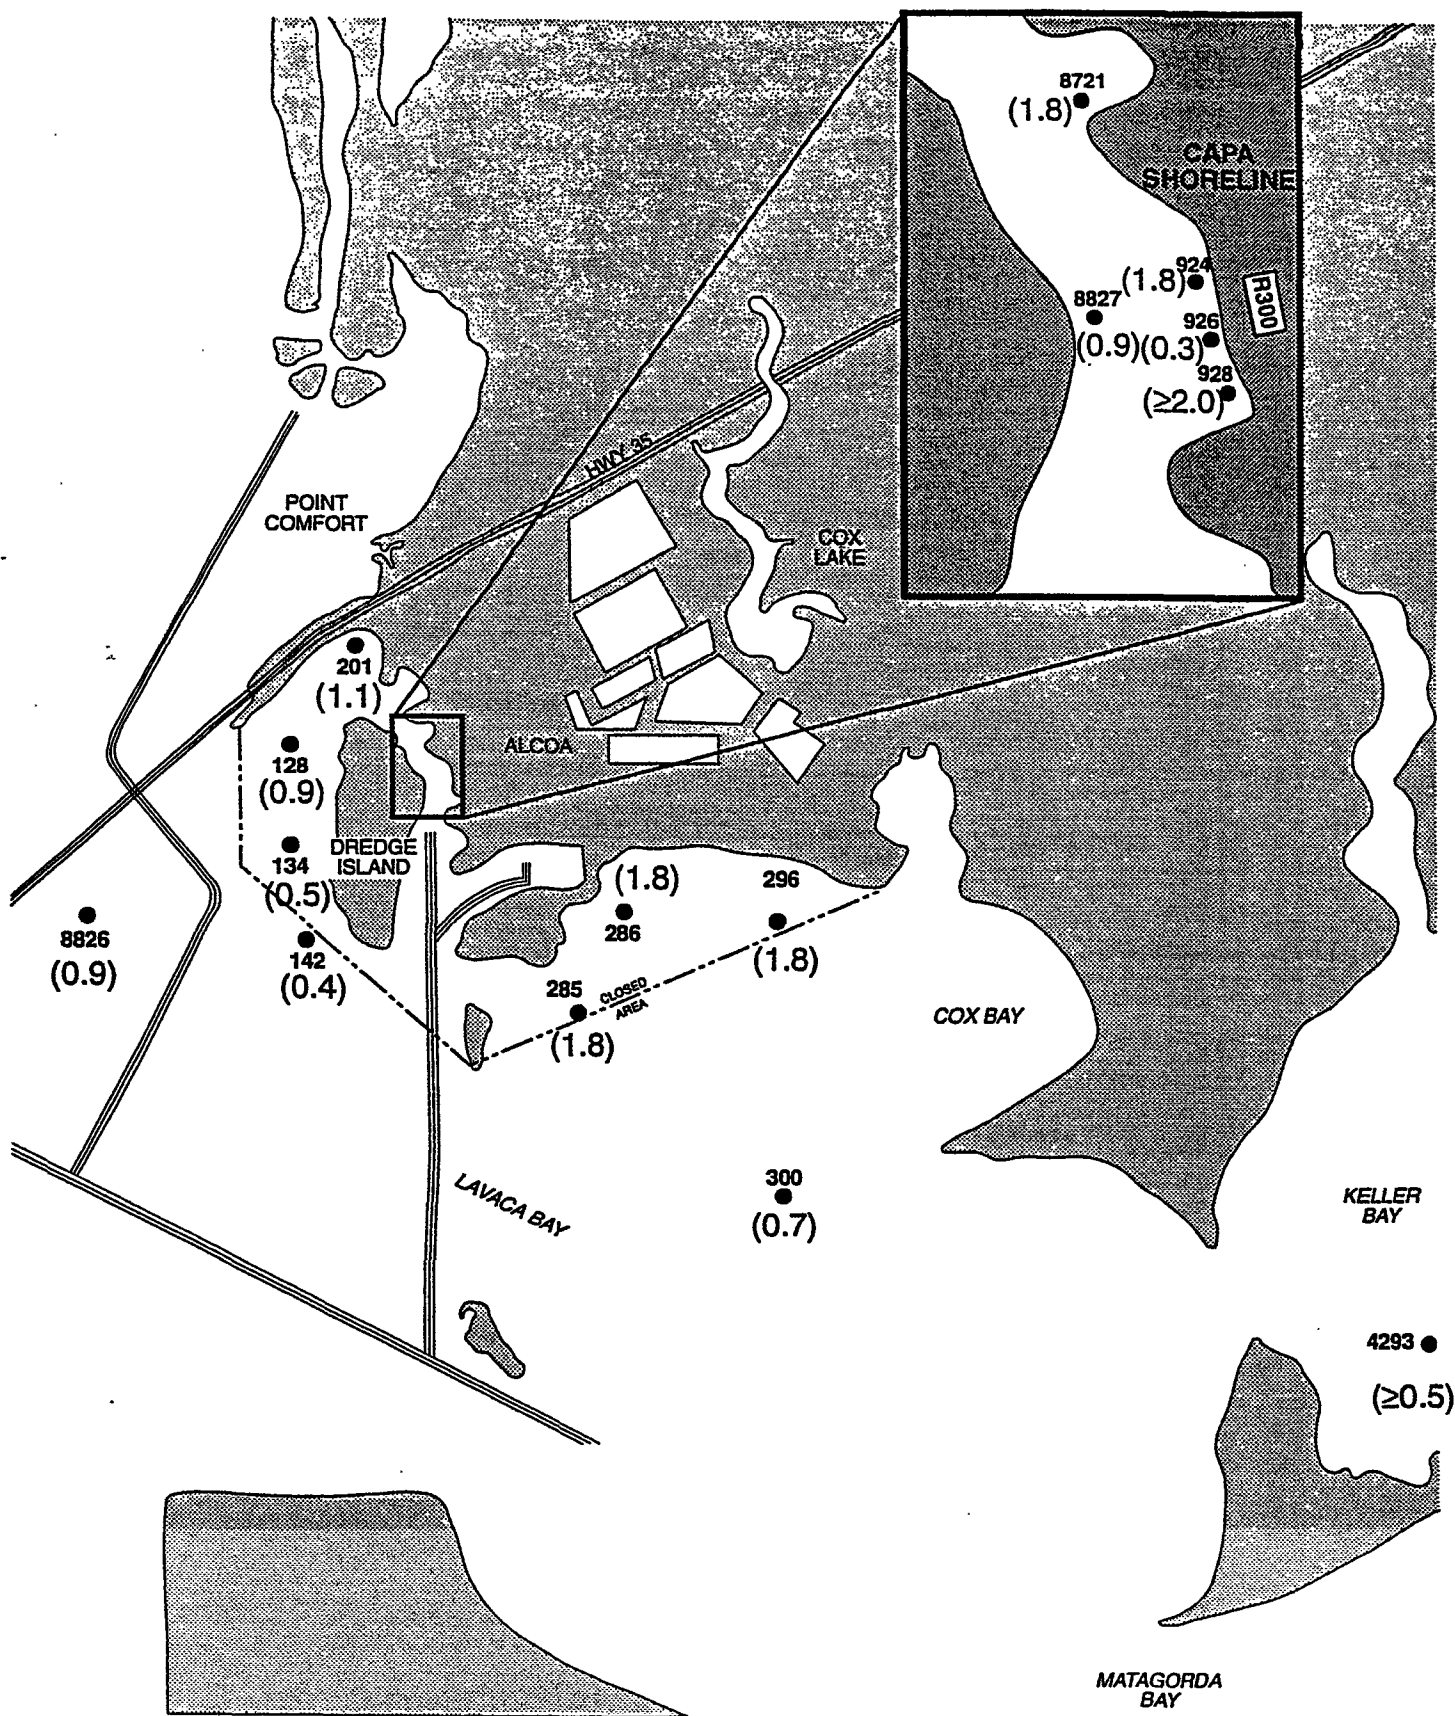 8721
(1.8)
CAPA
SHORELINE
924
(1.8)
R300
8827
(0.9)
926
(0.3)
928
(≥2.0)
HWY 35
POINT
COMFORT
COX
LAKE
201
(1.1)
ALCOA
128
(0.9)
DREDGE
ISLAND
134
(0.5)
8826
(0.9)
142
(0.4)
(1.8)
286
296
(1.8)
285
(1.8)
CLOSED
AREA
COX BAY
LAVACA BAY
300
(0.7)
KELLER
BAY
4293
(≥0.5)
MATAGORDA
BAY